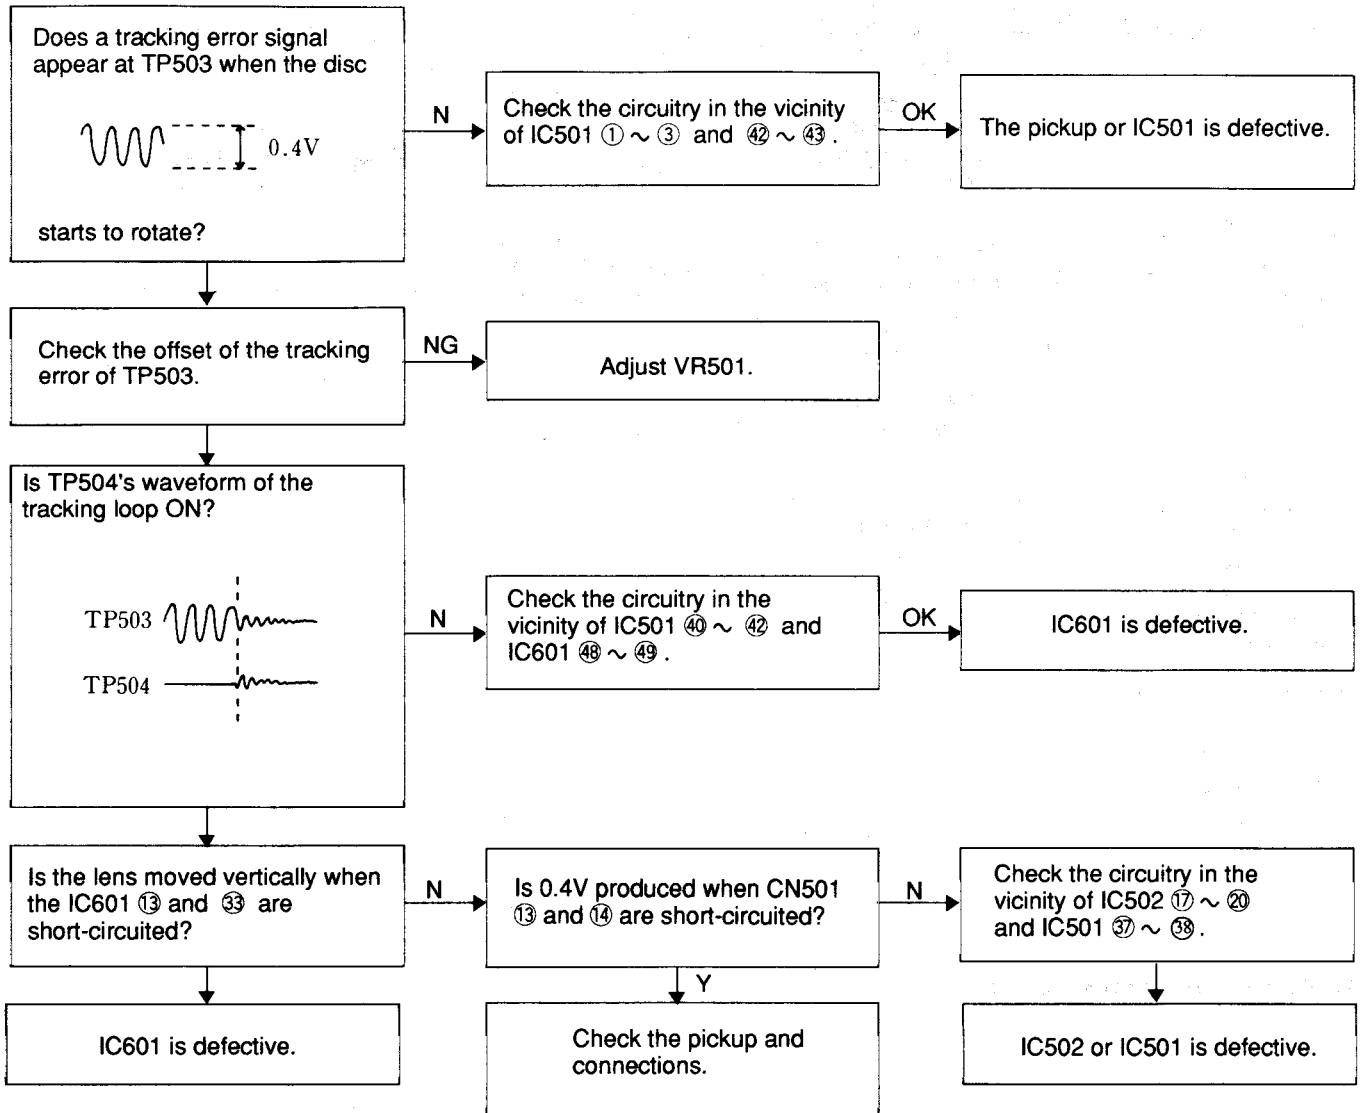 Does a tracking error signal
appear at TP503 when the disc
0.4V
starts to rotate?
N
Check the circuitry in the vicinity
of IC501 ① ~ ③ and ㊷ ~ ㊸ .
OK
The pickup or IC501 is defective.
Check the offset of the tracking
error of TP503.
NG
Adjust VR501.
Is TP504's waveform of the
tracking loop ON?
TP503
TP504
N
Check the circuitry in the
vicinity of IC501 ㊵ ~ ㊷ and
IC601 ㊽ ~ ㊾ .
OK
IC601 is defective.
Is the lens moved vertically when
the IC601 ⑬ and ㉝ are
short-circuited?
N
Is 0.4V produced when CN501
⑬ and ⑭ are short-circuited?
N
Check the circuitry in the
vicinity of IC502 ⑰ ~ ⑳
and IC501 ㊲ ~ ㊳ .
Y
IC601 is defective.
Check the pickup and
connections.
IC502 or IC501 is defective.